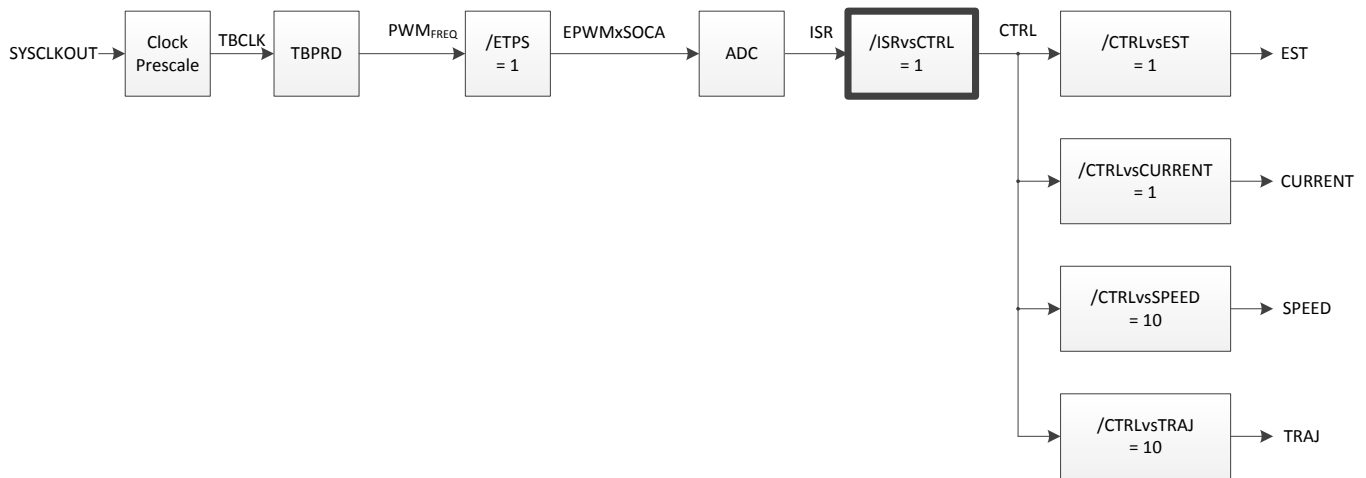 SYSCLKOUT
Clock
Prescale
TBCLK
TBPRD
PWMFREQ
/ETPS
= 1
EPWMxSOCA
ADC
ISR
/ISRvsCTRL
= 1
CTRL
/CTRLvsEST
= 1
EST
/CTRLvsCURRENT
= 1
CURRENT
/CTRLvsSPEED
= 10
SPEED
/CTRLvsTRAJ
= 10
TRAJ